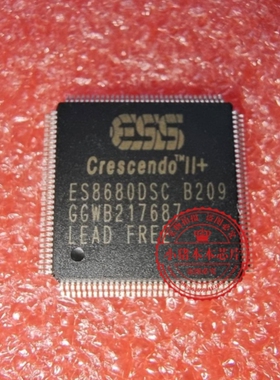 ESS
Crescendo™II+
ES8680DSC B209
GGWB217687
LEAD FREE